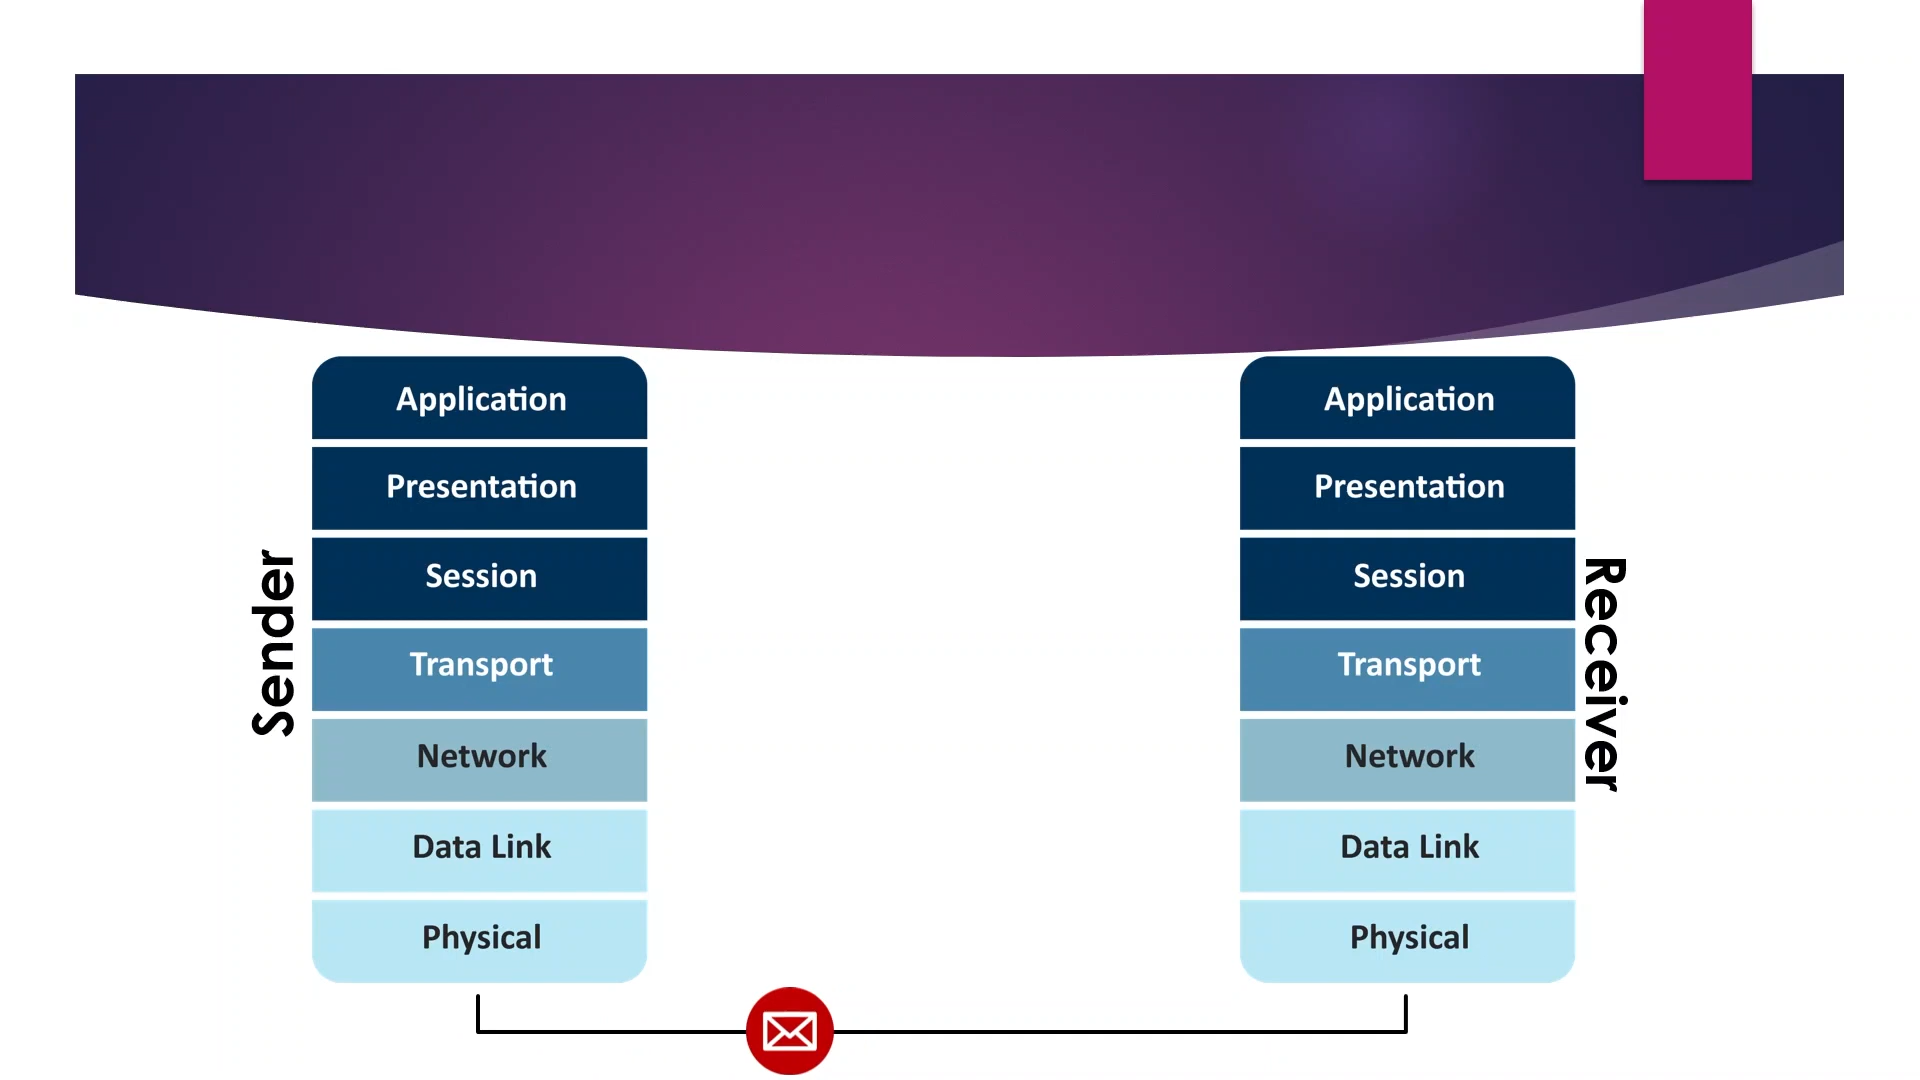 Sender
Application
Presentation
Session
Transport
Network
Data Link
Physical
Application
Presentation
Session
Transport
Network
Data Link
Physical
Receiver